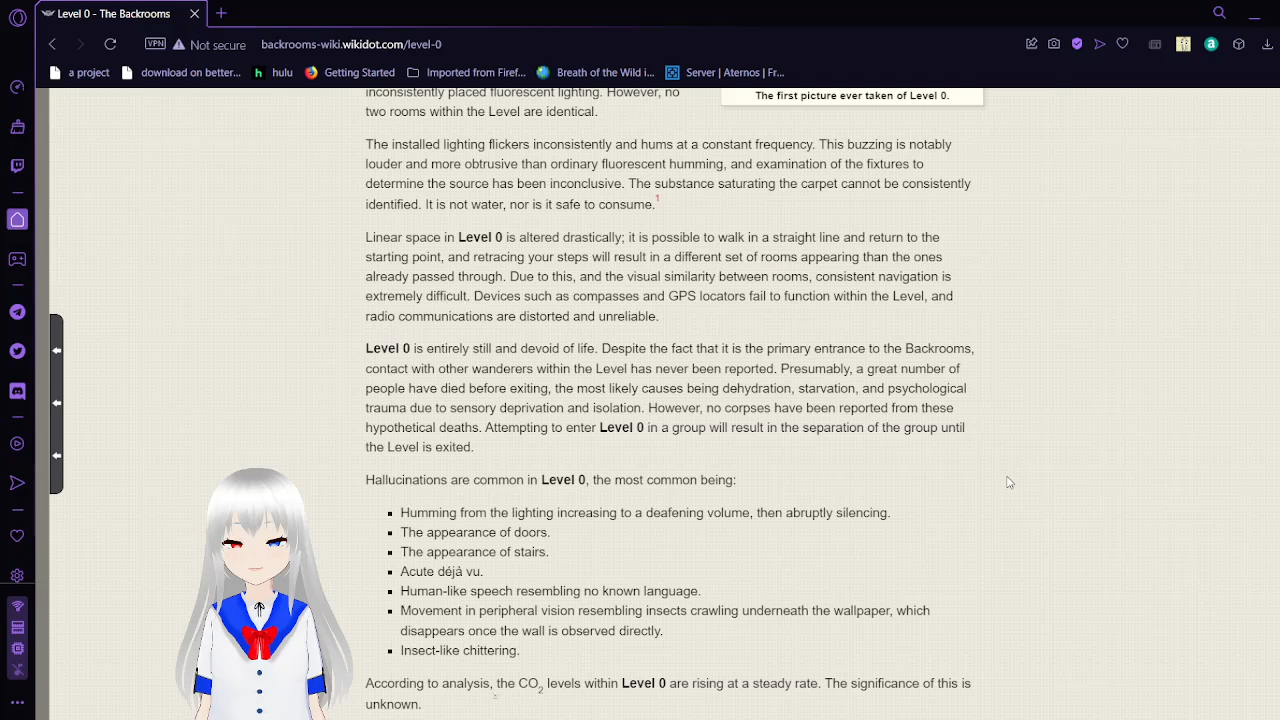 Level 0 - The Backrooms
VPN
Not secure
backrooms-wiki.wikidot.com/level-0
a project
download on better...
hulu
Getting Started
Imported from Firef...
Breath of the Wild i...
Server | Aternos | Fr...
inconsistently placed fluorescent lighting. However, no
two rooms within the Level are identical.
The first picture ever taken of Level 0.
The installed lighting flickers inconsistently and hums at a constant frequency. This buzzing is notably
louder and more obtrusive than ordinary fluorescent humming, and examination of the fixtures to
determine the source has been inconclusive. The substance saturating the carpet cannot be consistently
identified. It is not water, nor is it safe to consume.1
Linear space in Level 0 is altered drastically; it is possible to walk in a straight line and return to the
starting point, and retracing your steps will result in a different set of rooms appearing than the ones
already passed through. Due to this, and the visual similarity between rooms, consistent navigation is
extremely difficult. Devices such as compasses and GPS locators fail to function within the Level, and
radio communications are distorted and unreliable.
Level 0 is entirely still and devoid of life. Despite the fact that it is the primary entrance to the Backrooms,
contact with other wanderers within the Level has never been reported. Presumably, a great number of
people have died before exiting, the most likely causes being dehydration, starvation, and psychological
trauma due to sensory deprivation and isolation. However, no corpses have been reported from these
hypothetical deaths. Attempting to enter Level 0 in a group will result in the separation of the group until
the Level is exited.
Hallucinations are common in Level 0, the most common being:
Humming from the lighting increasing to a deafening volume, then abruptly silencing.
The appearance of doors.
The appearance of stairs.
Acute déjà vu.
Human-like speech resembling no known language.
Movement in peripheral vision resembling insects crawling underneath the wallpaper, which
disappears once the wall is observed directly.
Insect-like chittering.
According to analysis, the CO2 levels within Level 0 are rising at a steady rate. The significance of this is
unknown.